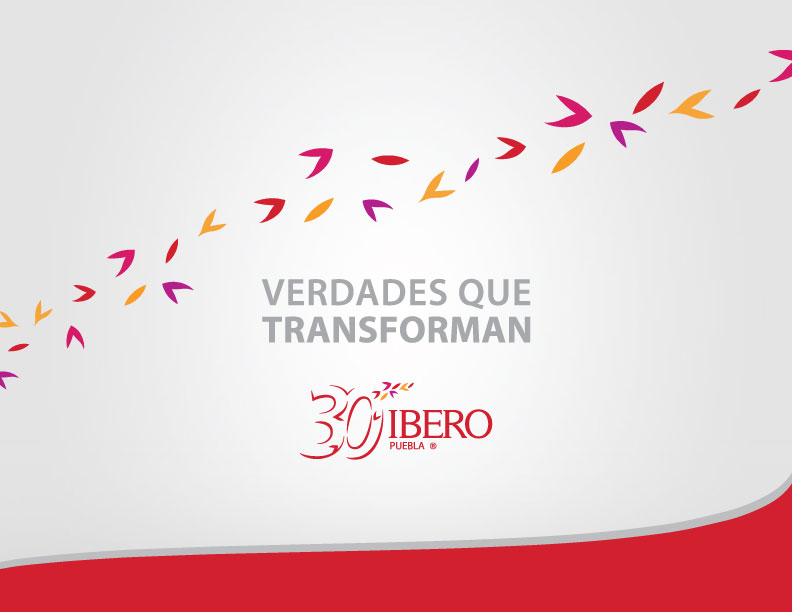 VERDADES QUE
TRANSFORMAN
30 IBERO
PUEBLA ®